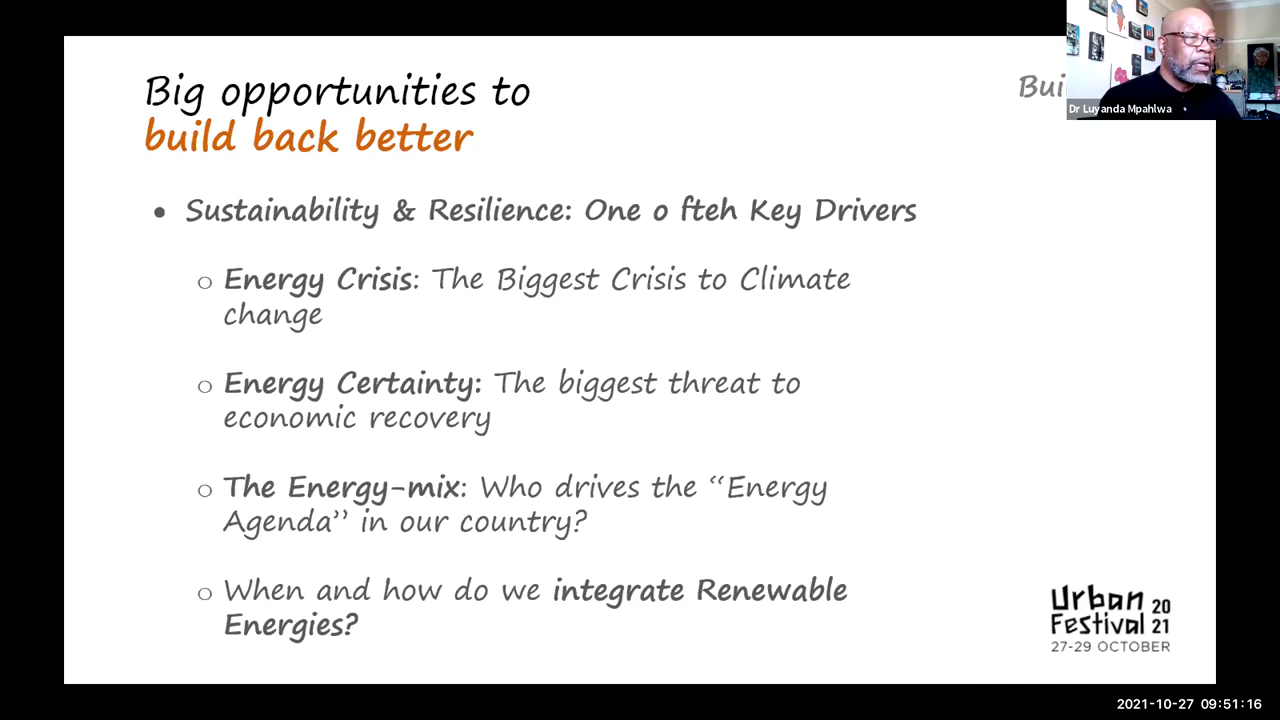 Big opportunities to
build back better
Bui
Dr Luyanda Mpahlwa
• Sustainability & Resilience: One o fteh Key Drivers
o Energy Crisis: The Biggest Crisis to Climate
change
o Energy Certainty: The biggest threat to
economic recovery
o The Energy-mix: Who drives the “Energy
Agenda” in our country?
o When and how do we integrate Renewable
Energies?
Urban 20
Festival 21
27-29 OCTOBER
2021-10-27 09:51:16